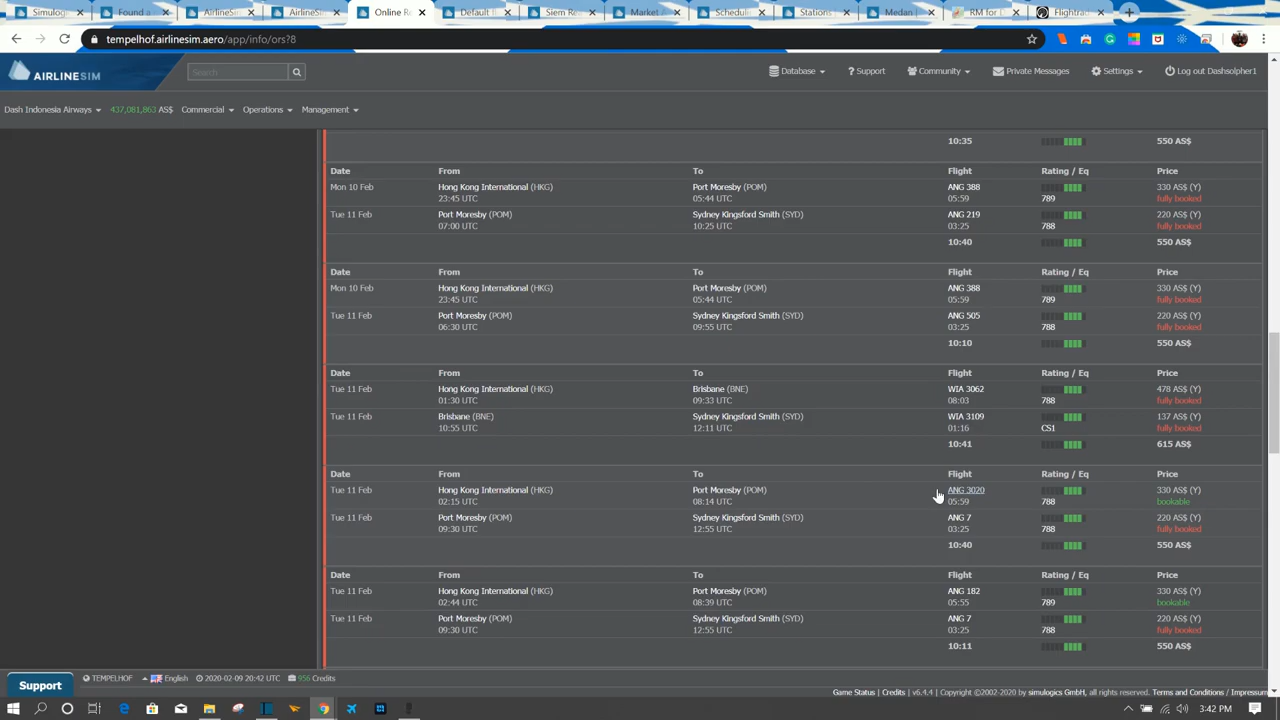 Simulog
Found a
AirlineSi
AirlineSi
Online Re
Default I
Siem Re
Market A
Scheduli
Stations
Medan |
RM for D
Flightrad
tempelhof.airlinesim.aero/app/info/ors?8
AIRLINESIM
Search
Database
Support
Community
Private Messages
Settings
Log out Dashsolpher1
Dash Indonesia Airways
437,081,863 AS$
Commercial
Operations
Management
10:35 550 AS$
Date From To Flight Rating / Eq Price
Mon 10 Feb Hong Kong International (HKG) Port Moresby (POM) ANG 388 330 AS$ (Y)
23:45 UTC 05:44 UTC 05:59 789 fully booked
Tue 11 Feb Port Moresby (POM) Sydney Kingsford Smith (SYD) ANG 219 220 AS$ (Y)
07:00 UTC 10:25 UTC 03:25 788 fully booked
10:40 550 AS$
Date From To Flight Rating / Eq Price
Mon 10 Feb Hong Kong International (HKG) Port Moresby (POM) ANG 388 330 AS$ (Y)
23:45 UTC 05:44 UTC 05:59 789 fully booked
Tue 11 Feb Port Moresby (POM) Sydney Kingsford Smith (SYD) ANG 505 220 AS$ (Y)
06:30 UTC 09:55 UTC 03:25 788 fully booked
10:10 550 AS$
Date From To Flight Rating / Eq Price
Tue 11 Feb Hong Kong International (HKG) Brisbane (BNE) WIA 3062 478 AS$ (Y)
01:30 UTC 09:33 UTC 08:03 788 fully booked
Tue 11 Feb Brisbane (BNE) Sydney Kingsford Smith (SYD) WIA 3109 137 AS$ (Y)
10:55 UTC 12:11 UTC 01:16 CS1 fully booked
10:41 615 AS$
Date From To Flight Rating / Eq Price
Tue 11 Feb Hong Kong International (HKG) Port Moresby (POM) ANG 3020 330 AS$ (Y)
02:15 UTC 08:14 UTC 05:59 788 bookable
Tue 11 Feb Port Moresby (POM) Sydney Kingsford Smith (SYD) ANG 7 220 AS$ (Y)
09:30 UTC 12:55 UTC 03:25 788 fully booked
10:40 550 AS$
Date From To Flight Rating / Eq Price
Tue 11 Feb Hong Kong International (HKG) Port Moresby (POM) ANG 182 330 AS$ (Y)
02:44 UTC 08:39 UTC 05:55 789 bookable
Tue 11 Feb Port Moresby (POM) Sydney Kingsford Smith (SYD) ANG 7 220 AS$ (Y)
09:30 UTC 12:55 UTC 03:25 788 fully booked
10:11 550 AS$
Support
TEMPELHOF English 2020-02-09 20:42 UTC 956 Credits
Game Status | Credits | v6.4.4 | Copyright ©2002-2020 by simulogics GmbH, all rights reserved. Terms and Conditions / Impressum
3:42 PM